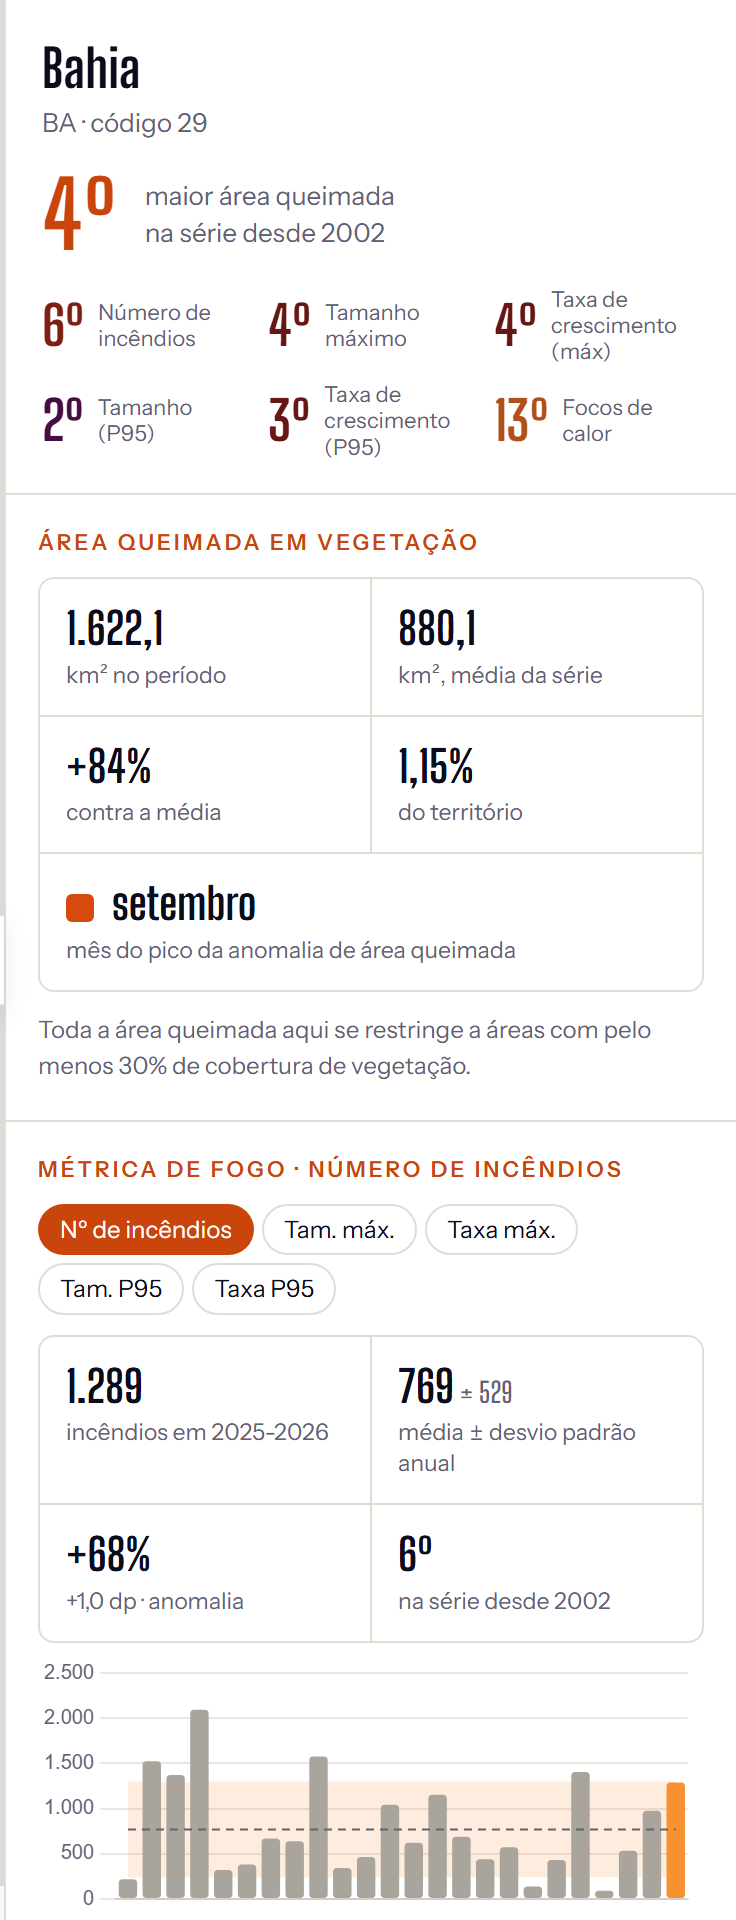 Bahia
BA · código 29
4º
maior área queimada
na série desde 2002
6º
Número de
incêndios
4º
Tamanho
máximo
4º
Taxa de
crescimento
(máx)
2º
Tamanho
(P95)
3º
Taxa de
crescimento
(P95)
13º
Focos de
calor
ÁREA QUEIMADA EM VEGETAÇÃO
1.622,1
km² no período
880,1
km², média da série
+84%
contra a média
1,15%
do território
setembro
mês do pico da anomalia de área queimada
Toda a área queimada aqui se restringe a áreas com pelo
menos 30% de cobertura de vegetação.
MÉTRICA DE FOGO · NÚMERO DE INCÊNDIOS
Nº de incêndios
Tam. máx.
Taxa máx.
Tam. P95
Taxa P95
1.289
incêndios em 2025-2026
769 ± 529
média ± desvio padrão
anual
+68%
+1,0 dp · anomalia
6º
na série desde 2002
2.500
2.000
1.500
1.000
500
0